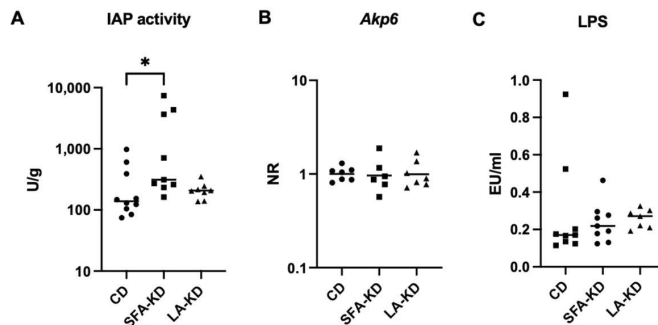 A
IAP activity
*
U/g
10,000
1,000
100
10
CD
SFA-KD
LA-KD
B
Akp6
NR
10
1
0.1
CD
SFA-KD
LA-KD
C
LPS
EU/ml
1.0
0.8
0.6
0.4
0.2
0.0
CD
SFA-KD
LA-KD